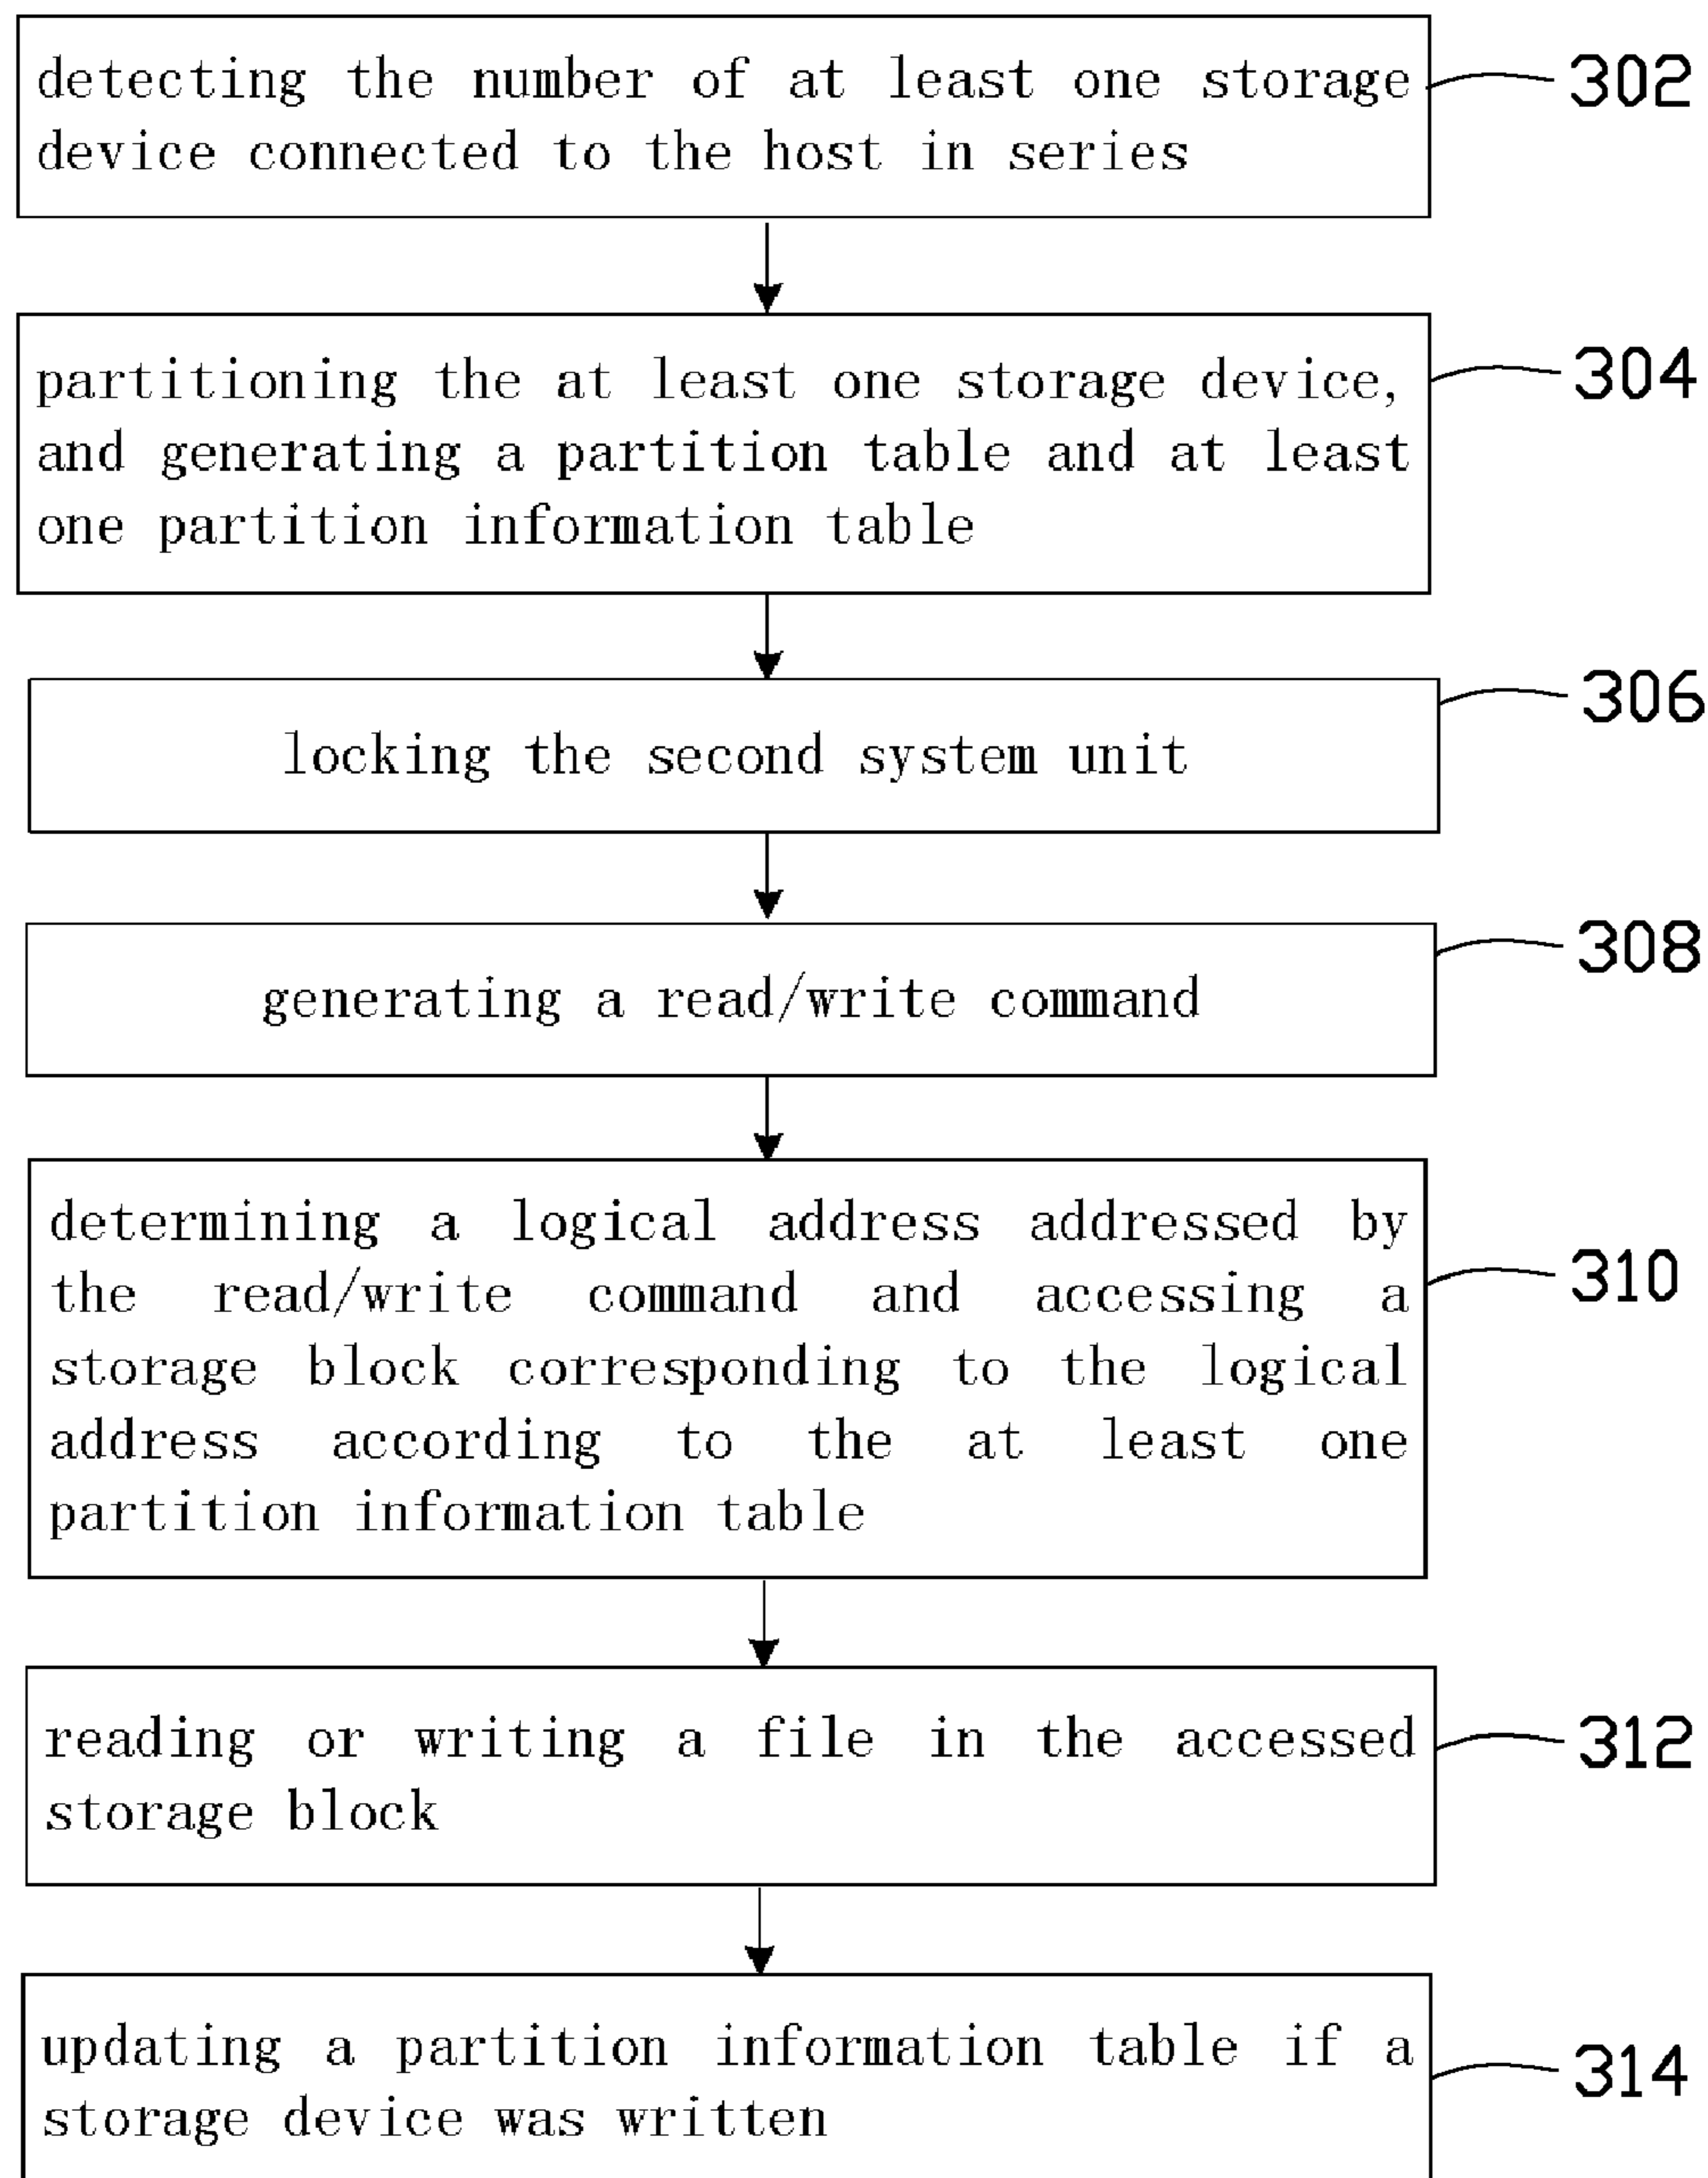 detecting the number of at least one storage
device connected to the host in series
302
partitioning the at least one storage device,
and generating a partition table and at least
one partition information table
304
locking the second system unit
306
generating a read/write command
308
determining a logical address addressed by
the read/write command and accessing a
storage block corresponding to the logical
address according to the at least one
partition information table
310
reading or writing a file in the accessed
storage block
312
updating a partition information table if a
storage device was written
314